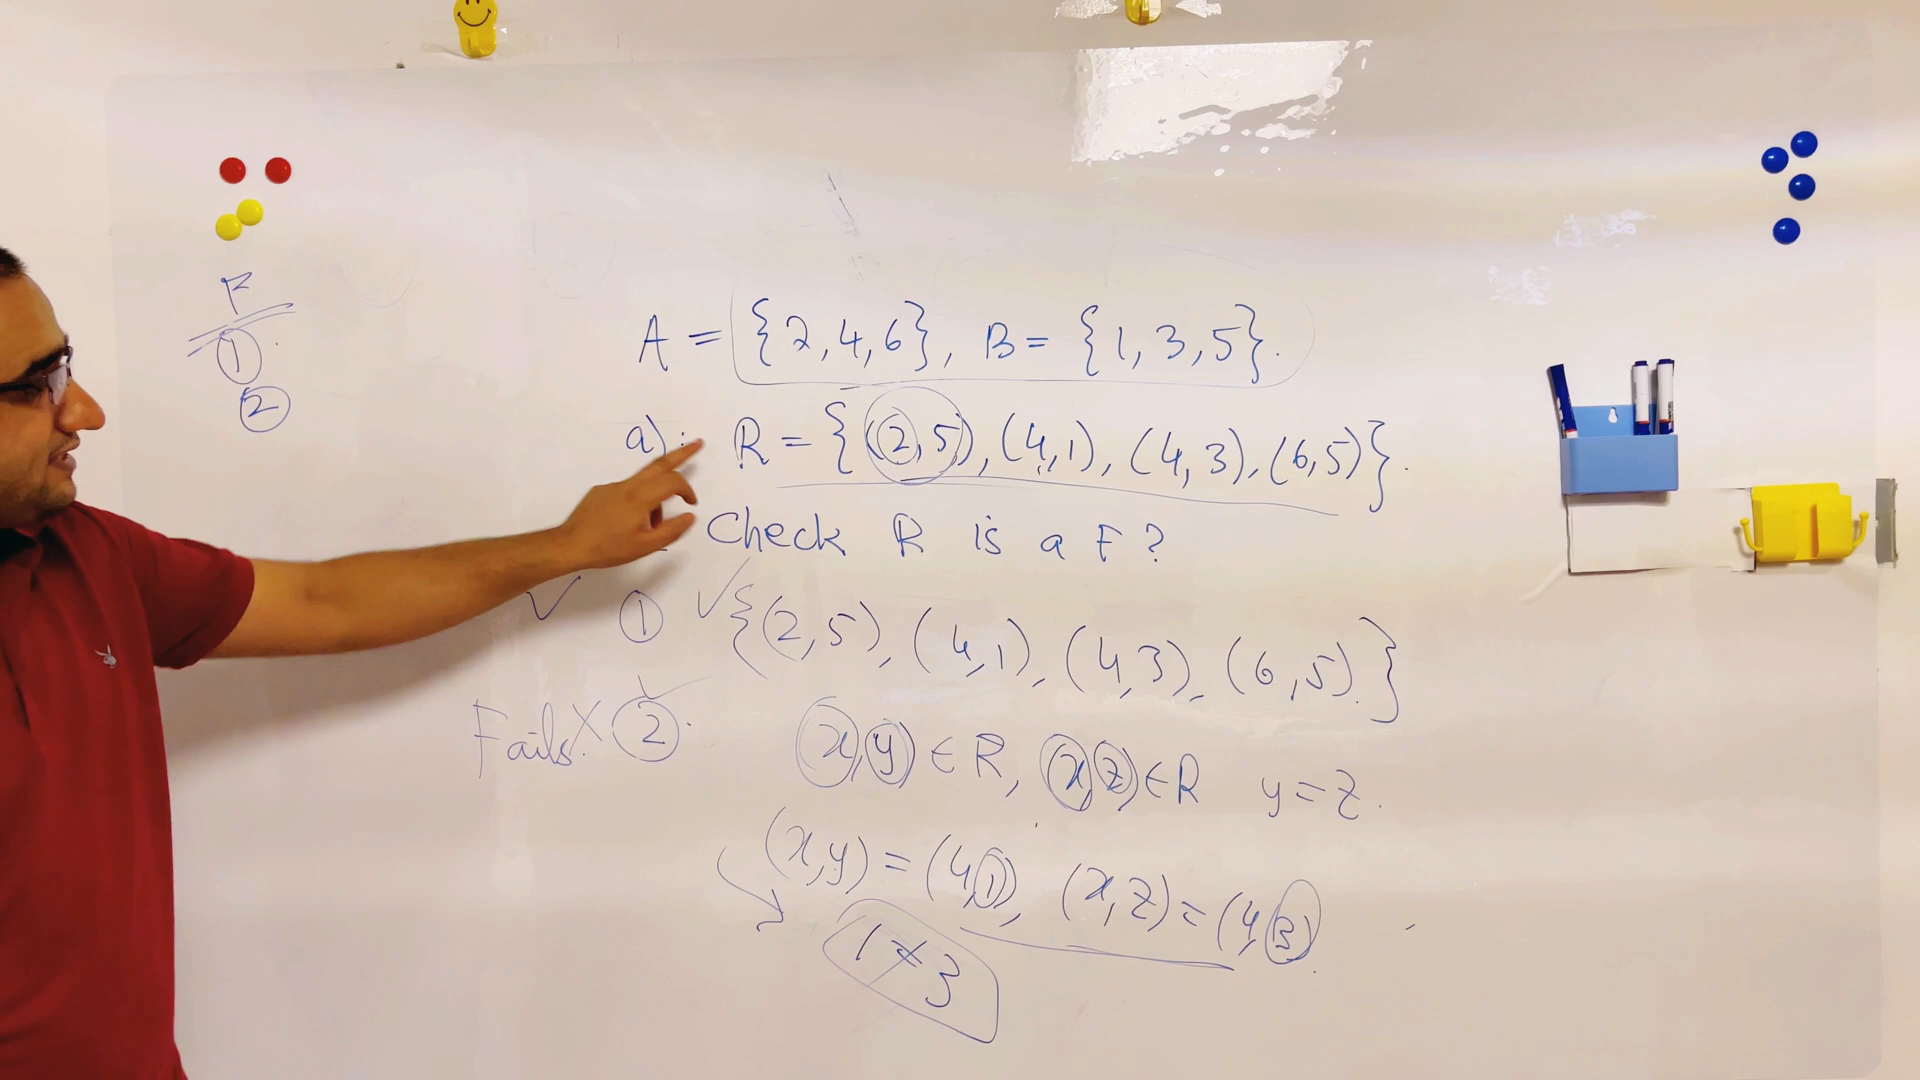 F
①
②
A = {2,4,6}, B = {1,3,5}.
a) : R = {(2,5), (4,1), (4,3), (6,5)}.
Check R is a F ?
✓ ① ✓ {(2,5), (4,1), (4,3), (6,5)}
Fails. X ② (x,y) ∈ R, (x,z) ∈ R y = z.
(x,y) = (4,1), (x,z) = (4,3).
1 ≠ 3